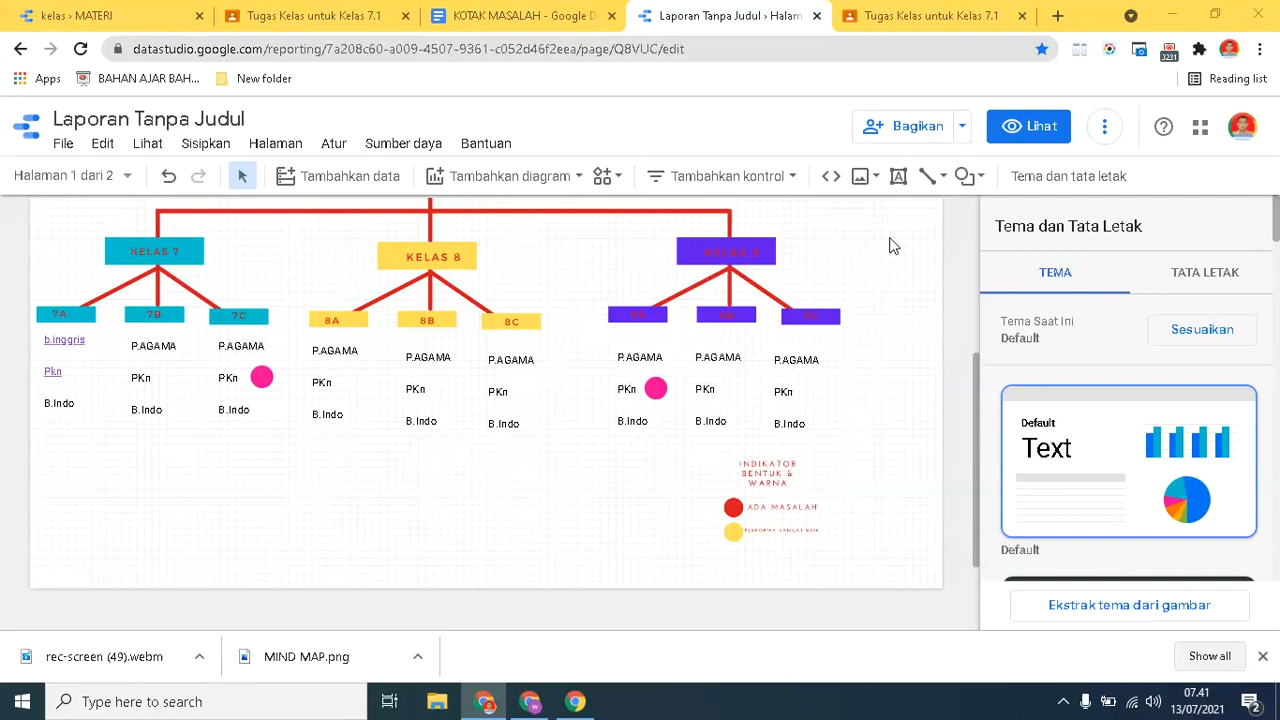 kelas › MATERI
Tugas Kelas untuk Kelas 7.1
KOTAK MASALAH - Google D
Laporan Tanpa Judul › Halam
Tugas Kelas untuk Kelas 7.1
datastudio.google.com/reporting/7a208c60-a009-4507-9361-c052d46f2eea/page/Q8VUC/edit
3231
Apps
BAHAN AJAR BAH...
New folder
Reading list
Laporan Tanpa Judul
Bagikan
Lihat
File Edit Lihat Sisipkan Halaman Atur Sumber daya Bantuan
Halaman 1 dari 2
Tambahkan data
Tambahkan diagram
Tambahkan kontrol
Tema dan tata letak
Tema dan Tata Letak
TEMA
TATA LETAK
Tema Saat Ini
Default
Sesuaikan
Default
Text
Default
Ekstrak tema dari gambar
KELAS 7
KELAS 8
7A
7B
7C
8A
8B
8C
b.inggris
Pkn
B.Indo
P.AGAMA
PKn
B.Indo
P.AGAMA
PKn
B.Indo
P.AGAMA
PKn
B.Indo
P.AGAMA
PKn
B.Indo
P.AGAMA
PKn
B.Indo
P.AGAMA
PKn
B.Indo
P.AGAMA
PKn
B.Indo
P.AGAMA
PKn
B.Indo
INDIKATOR
BENTUK &
WARNA
ADA MASALAH
PERFORMA SANGAT BAIK
rec-screen (49).webm
MIND MAP.png
Show all
Type here to search
07.41
13/07/2021
2